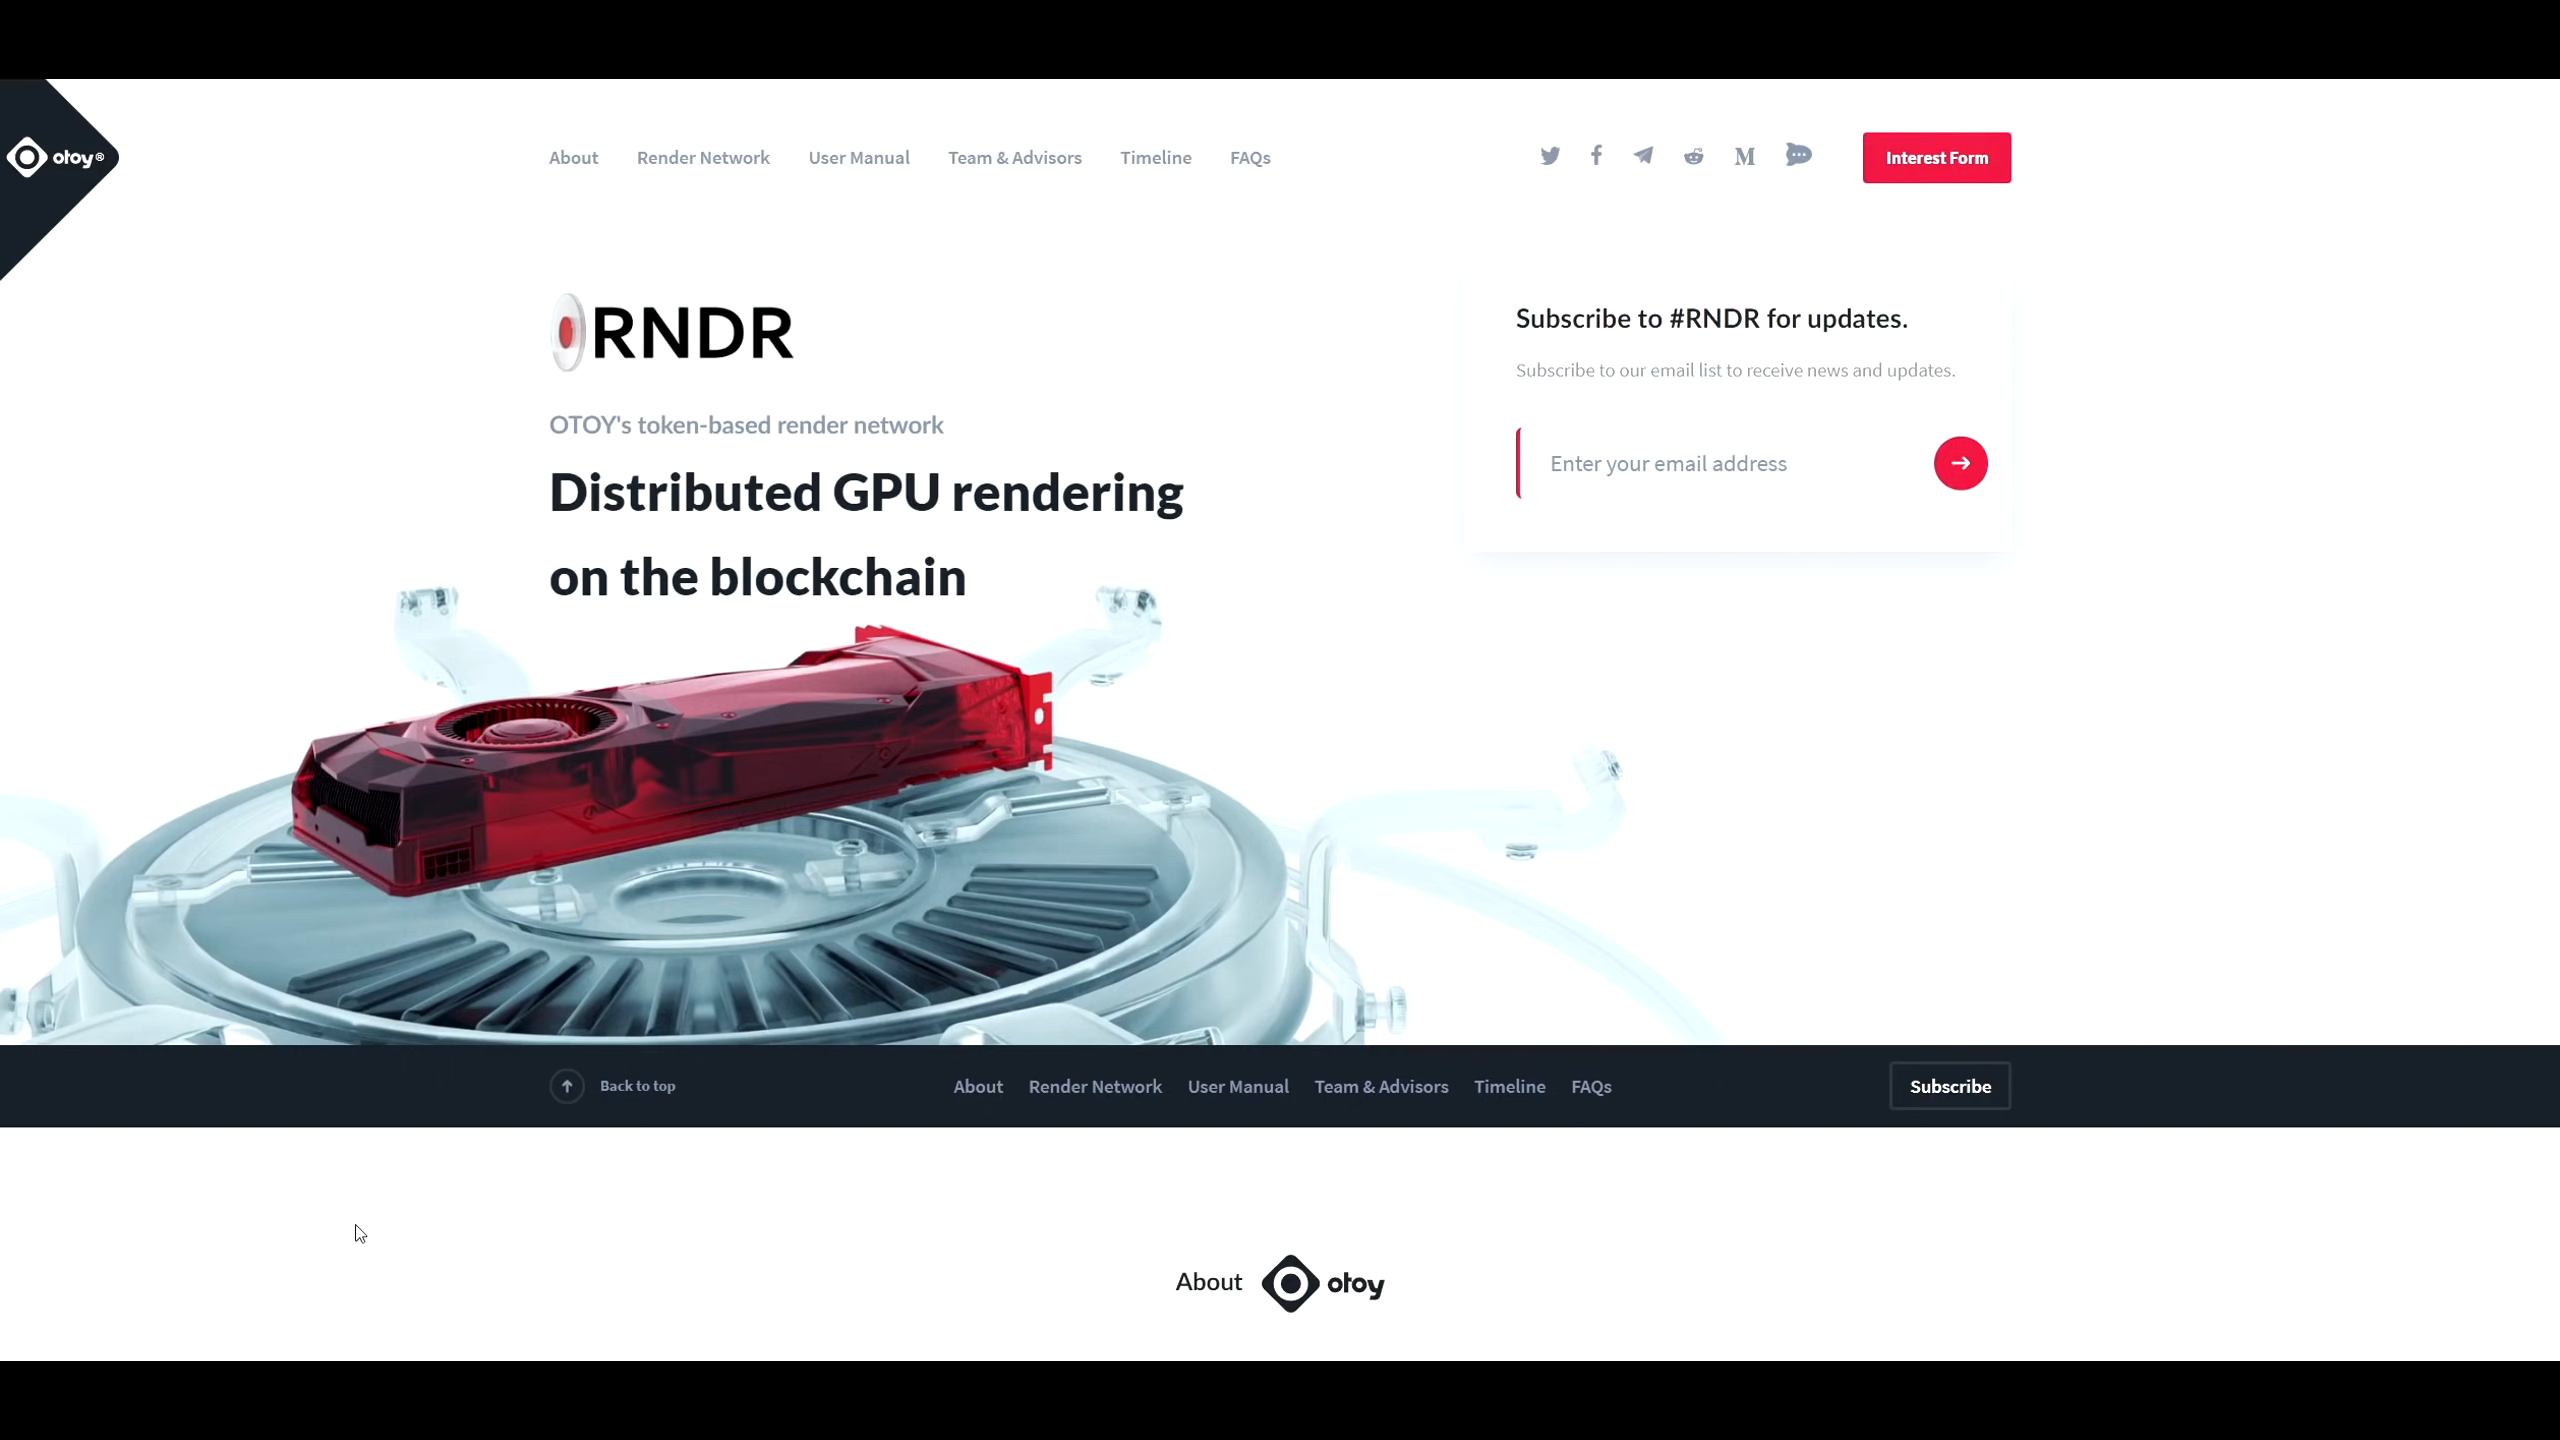 otoy®
About Render Network User Manual Team & Advisors Timeline FAQs
M
Interest Form
RNDR
OTOY's token-based render network
Distributed GPU rendering
on the blockchain
Subscribe to #RNDR for updates.
Subscribe to our email list to receive news and updates.
Enter your email address
Back to top
About Render Network User Manual Team & Advisors Timeline FAQs
Subscribe
About otoy